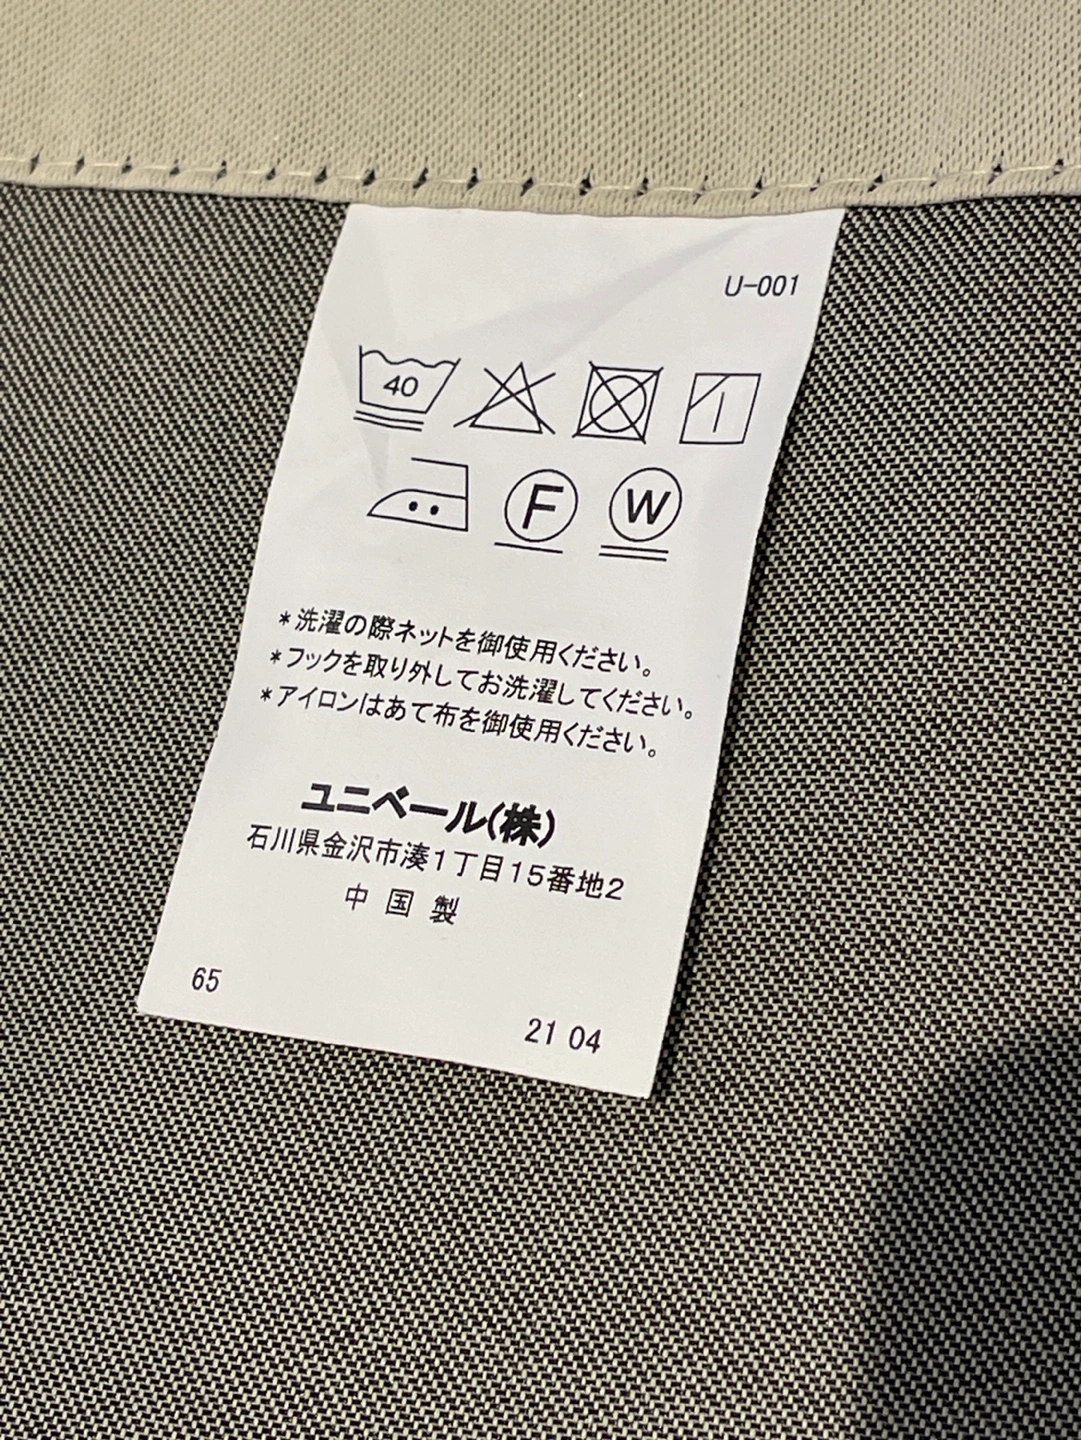 U-001
40
F W
*洗濯の際ネットを御使用ください。
*フックを取り外してお洗濯してください。
*アイロンはあて布を御使用ください。
ユニベール(株)
石川県金沢市湊1丁目15番地2
中国製
65
21 04